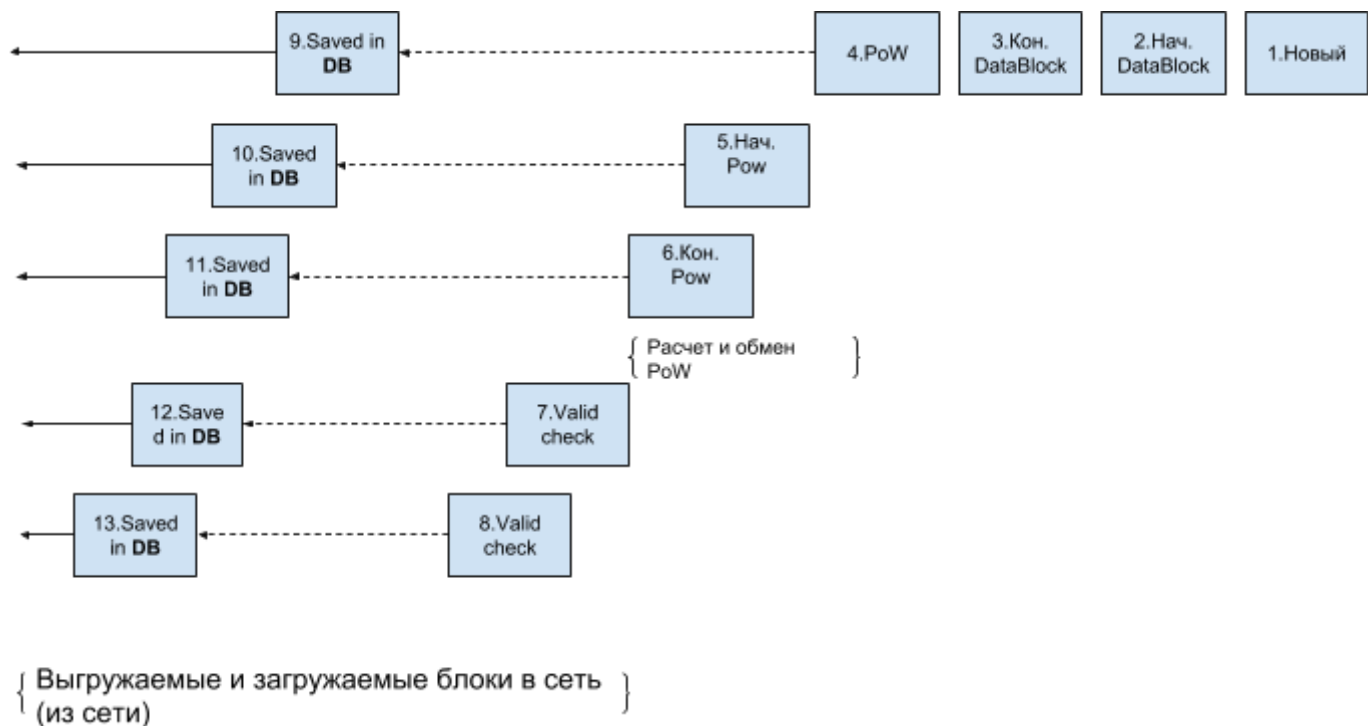 9.Saved in
DB
4.PoW
3.Кон.
DataBlock
2.Нач.
DataBlock
1.Новый
10.Saved
in DB
5.Нач.
Pow
11.Saved
in DB
6.Кон.
Pow
{ Расчет и обмен }
PoW
12.Save
d in DB
7.Valid
check
13.Saved
in DB
8.Valid
check
{ Выгружаемые и загружаемые блоки в сеть }
(из сети)